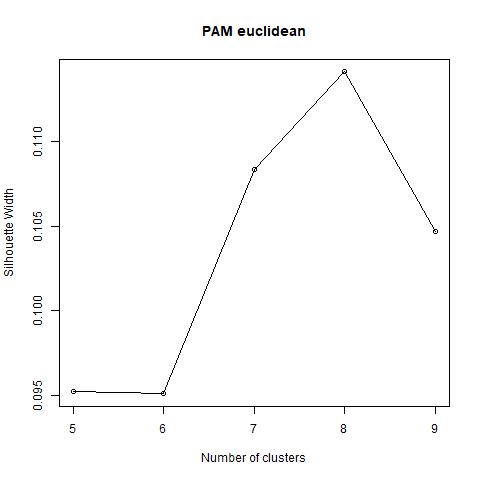 PAM euclidean
Silhouette Width
0.110
0.105
0.100
0.095
5 6 7 8 9
Number of clusters